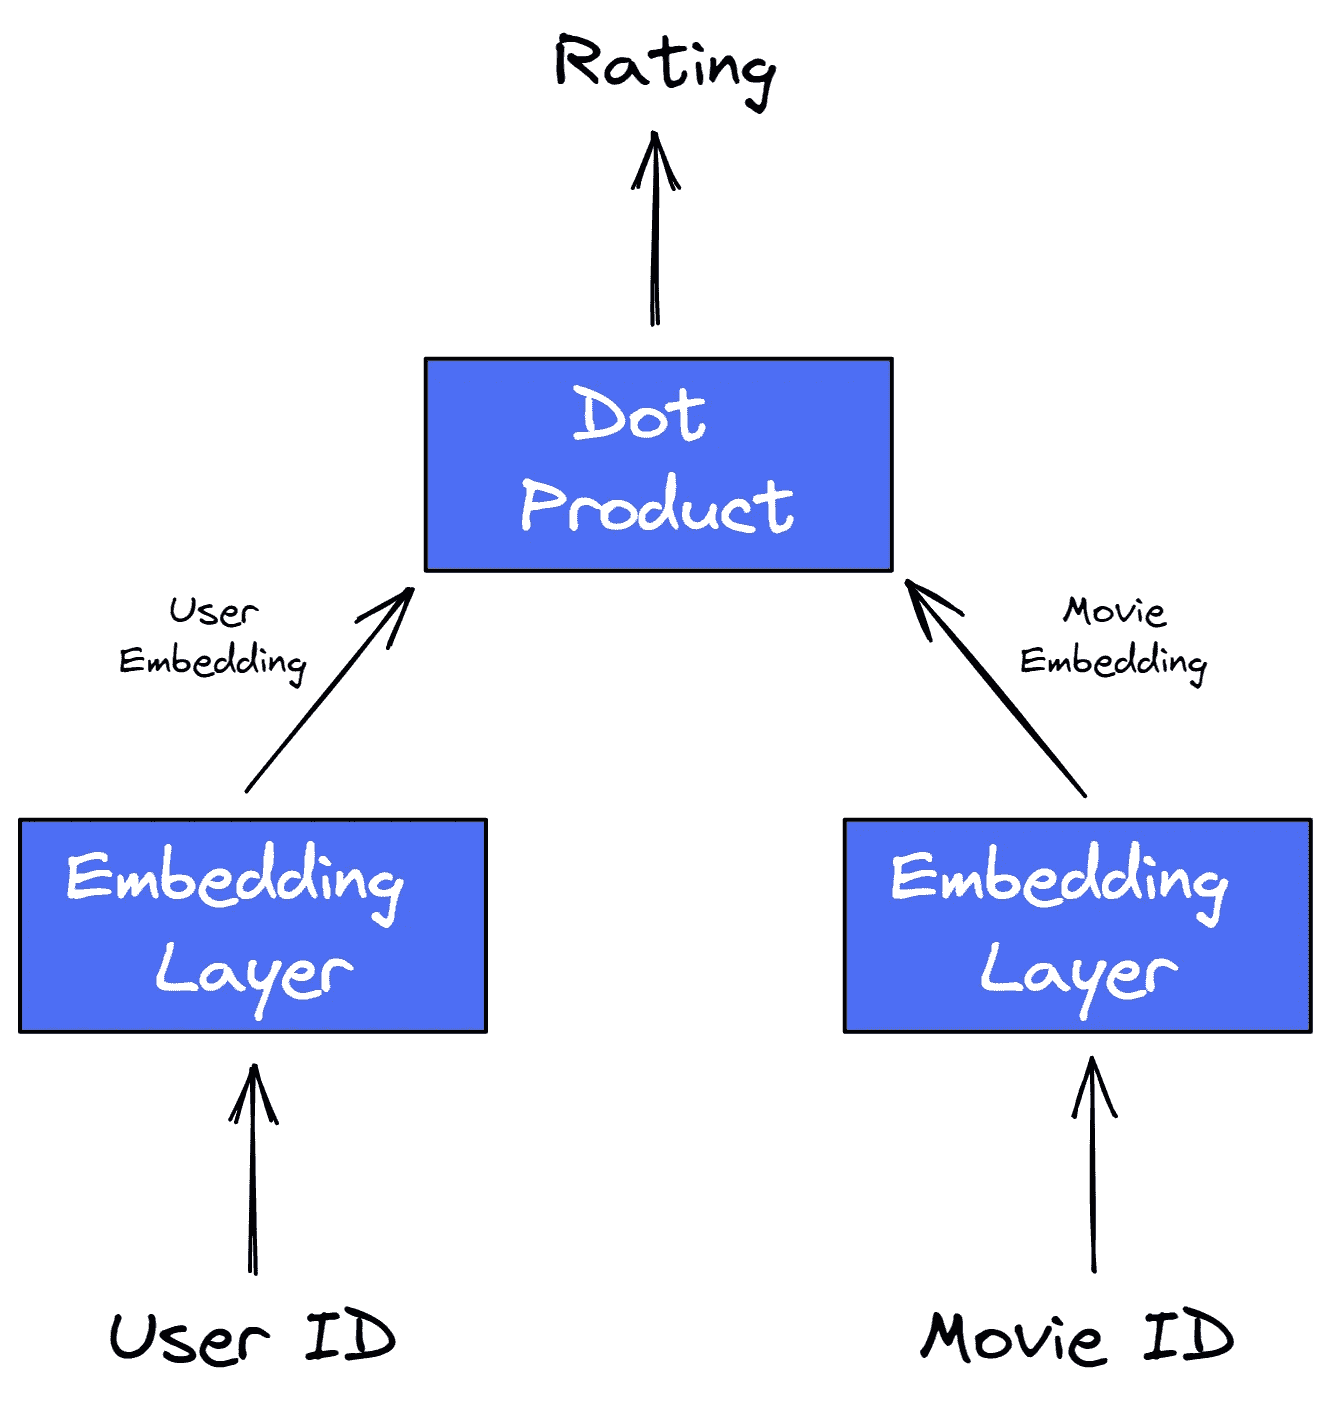 Rating
Dot
Product
User
Embedding
Movie
Embedding
Embedding
Layer
Embedding
Layer
User ID
Movie ID